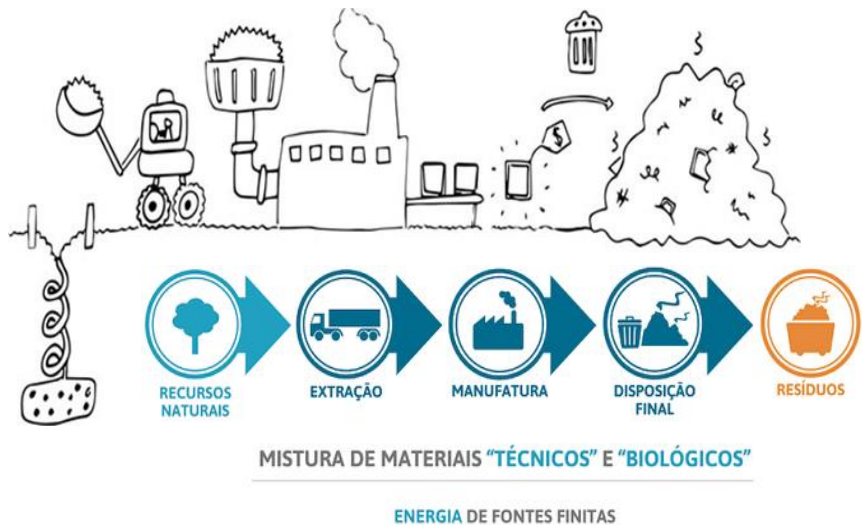 $
RECURSOS
NATURAIS
EXTRAÇÃO
MANUFATURA
DISPOSIÇÃO
FINAL
RESÍDUOS
MISTURA DE MATERIAIS “TÉCNICOS” E “BIOLÓGICOS”
ENERGIA DE FONTES FINITAS